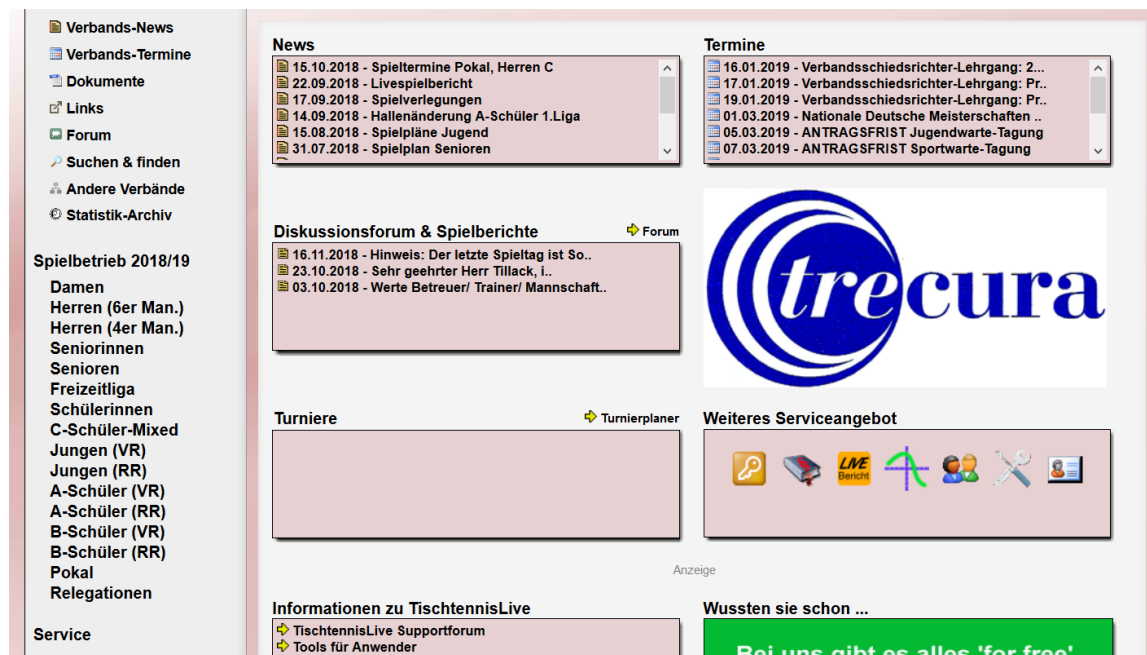 Verbands-News
Verbands-Termine
Dokumente
Links
Forum
Suchen & finden
Andere Verbände
Statistik-Archiv
Spielbetrieb 2018/19
Damen
Herren (6er Man.)
Herren (4er Man.)
Seniorinnen
Senioren
Freizeitliga
Schülerinnen
C-Schüler-Mixed
Jungen (VR)
Jungen (RR)
A-Schüler (VR)
A-Schüler (RR)
B-Schüler (VR)
B-Schüler (RR)
Pokal
Relegationen
Service
News
15.10.2018 - Spieltermine Pokal, Herren C
22.09.2018 - Livespielbericht
17.09.2018 - Spielverlegungen
14.09.2018 - Hallenänderung A-Schüler 1.Liga
15.08.2018 - Spielpläne Jugend
31.07.2018 - Spielplan Senioren
Termine
16.01.2019 - Verbandsschiedsrichter-Lehrgang: 2...
17.01.2019 - Verbandsschiedsrichter-Lehrgang: Pr..
19.01.2019 - Verbandsschiedsrichter-Lehrgang: Pr..
01.03.2019 - Nationale Deutsche Meisterschaften ..
05.03.2019 - ANTRAGSFRIST Jugendwarte-Tagung
07.03.2019 - ANTRAGSFRIST Sportwarte-Tagung
Diskussionsforum & Spielberichte
Forum
16.11.2018 - Hinweis: Der letzte Spieltag ist So..
23.10.2018 - Sehr geehrter Herr Tillack, i..
03.10.2018 - Werte Betreuer/ Trainer/ Mannschaft..
trecura
Turniere
Turnierplaner
Weiteres Serviceangebot
LIVE
Bericht
Anzeige
Informationen zu TischtennisLive
TischtennisLive Supportforum
Tools für Anwender
Wussten sie schon ...
Bei uns gibt es alles 'for free'